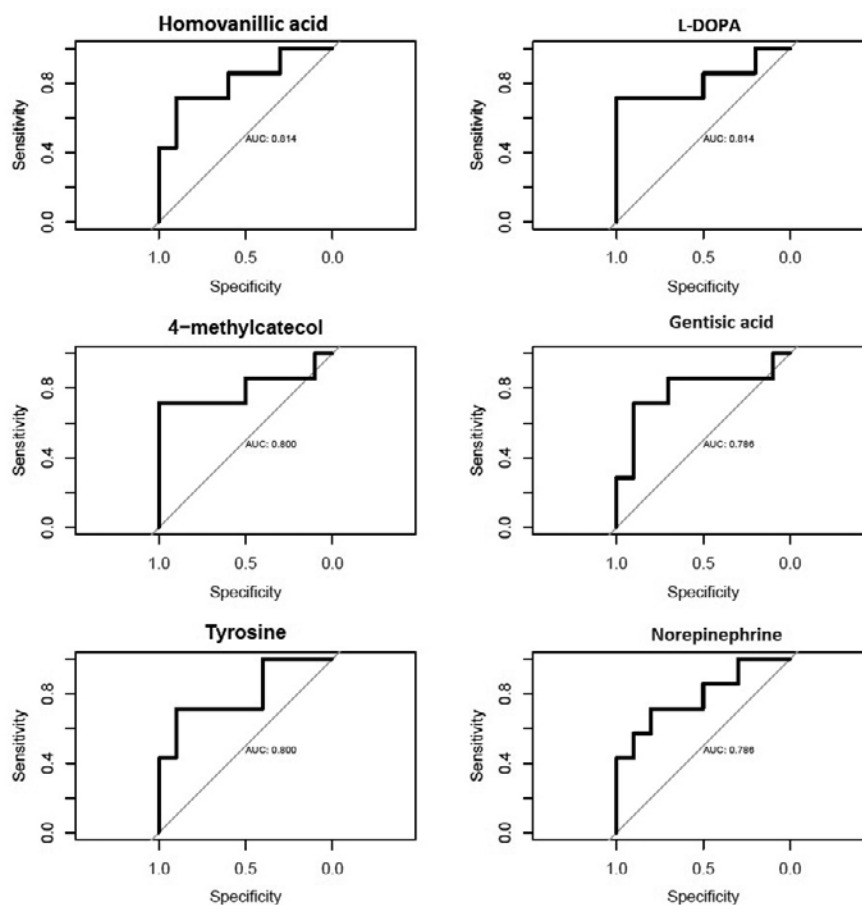 Homovanillic acid
Sensitivity
0.0 0.4 0.8
AUC: 0.814
1.0 0.5 0.0
Specificity
L-DOPA
Sensitivity
0.0 0.4 0.8
AUC: 0.814
1.0 0.5 0.0
Specificity
4-methylcatecol
Sensitivity
0.0 0.4 0.8
AUC: 0.800
1.0 0.5 0.0
Specificity
Gentisic acid
Sensitivity
0.0 0.4 0.8
AUC: 0.786
1.0 0.5 0.0
Specificity
Tyrosine
Sensitivity
0.0 0.4 0.8
AUC: 0.800
1.0 0.5 0.0
Specificity
Norepinephrine
Sensitivity
0.0 0.4 0.8
AUC: 0.786
1.0 0.5 0.0
Specificity